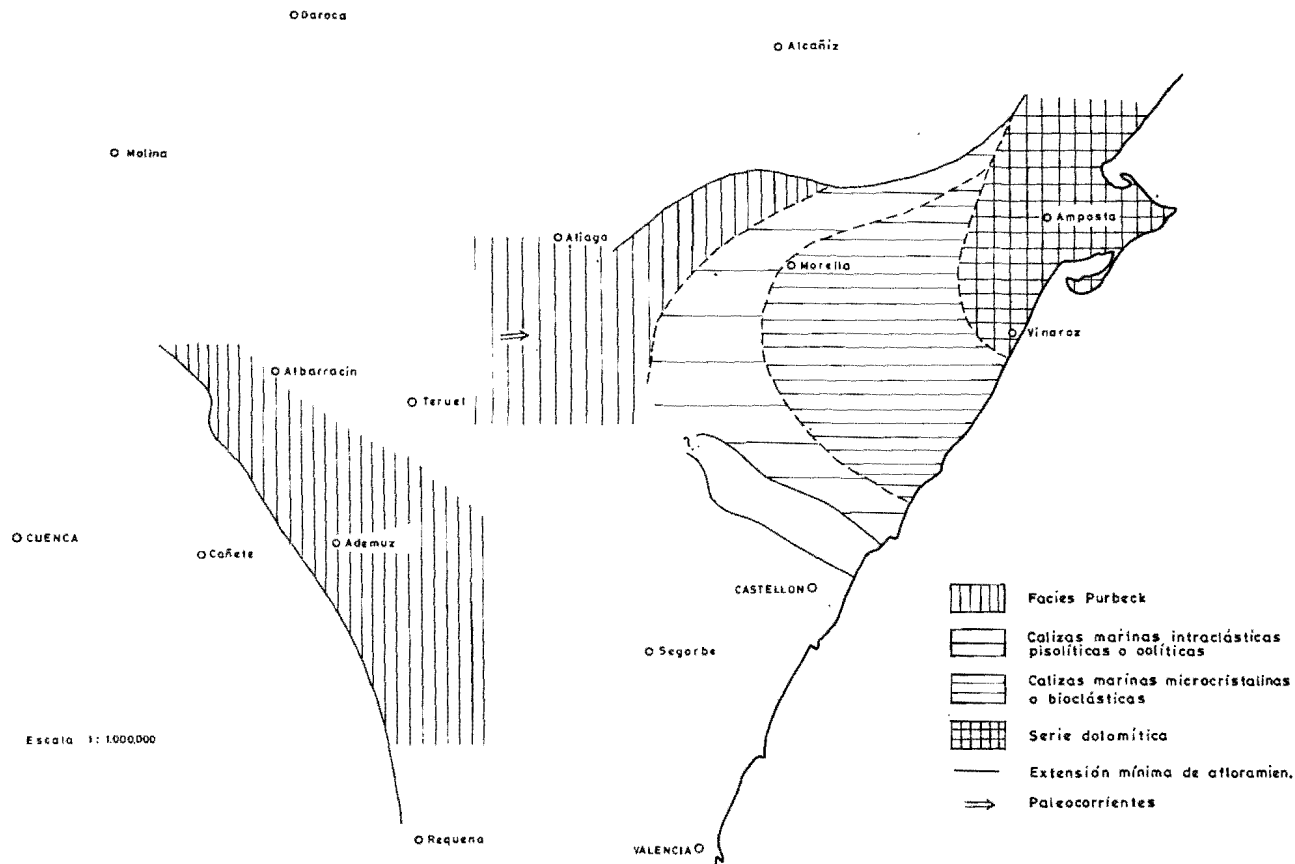 Daroca
Alcañiz
Molina
Amposta
Aliaga
Morella
Vinaroz
Albarracin
Teruel
?
CUENCA
Cañete
Ademuz
CASTELLON
Segorbe
Requena
VALENCIA
Escala 1: 1.000,000
Facies Purbeck
Calizas marinas intraclásticas
pisolíticas o oolíticas
Calizas marinas microcristalinas
o bioclásticas
Serie dolomítica
Extensión mínima de afloramien.
Paleocorrientes